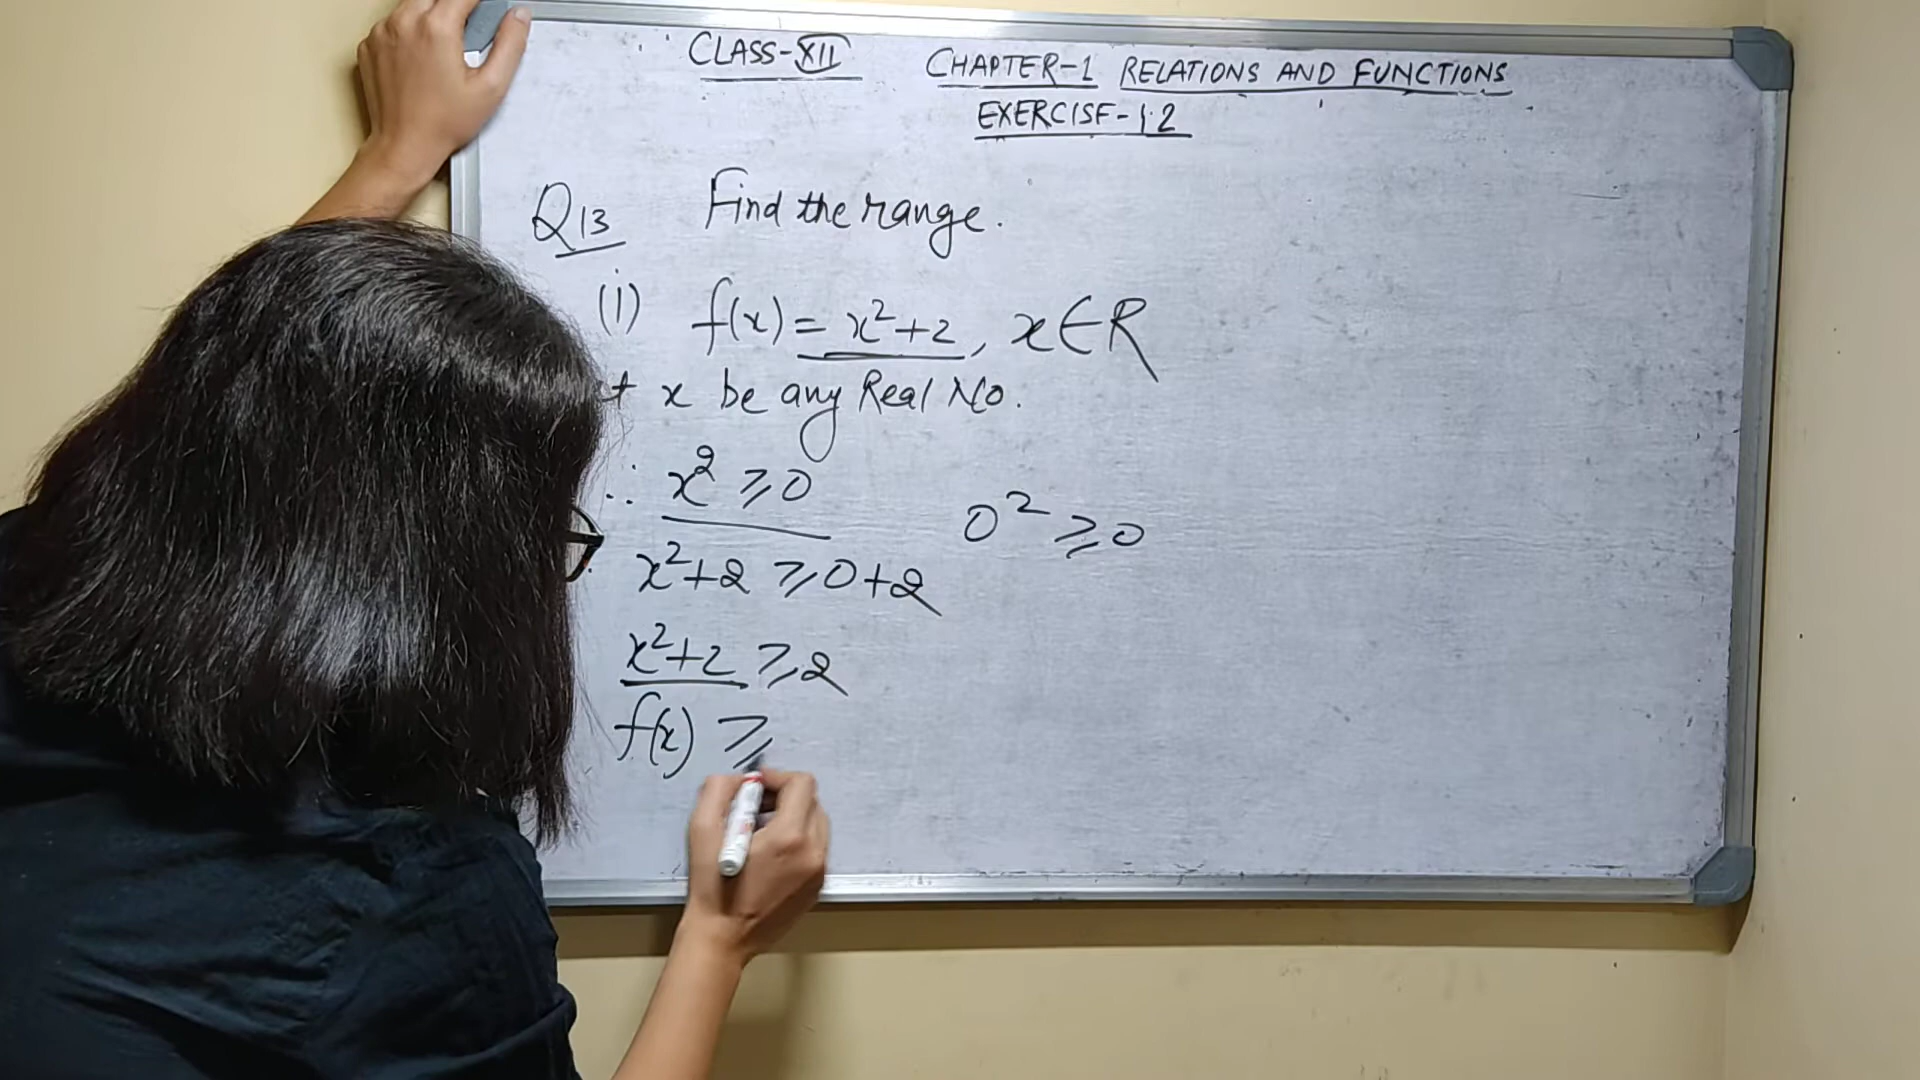 CLASS-XII CHAPTER-1 RELATIONS AND FUNCTIONS
EXERCISE-1.2
Q13 Find the range.
(i) f(x) = x²+2, x∈R
x be any Real No.
∴ x² ⩾ 0
0² ⩾ 0
x²+2 ⩾ 0+2
x²+2 ⩾ 2
f(x) ⩾